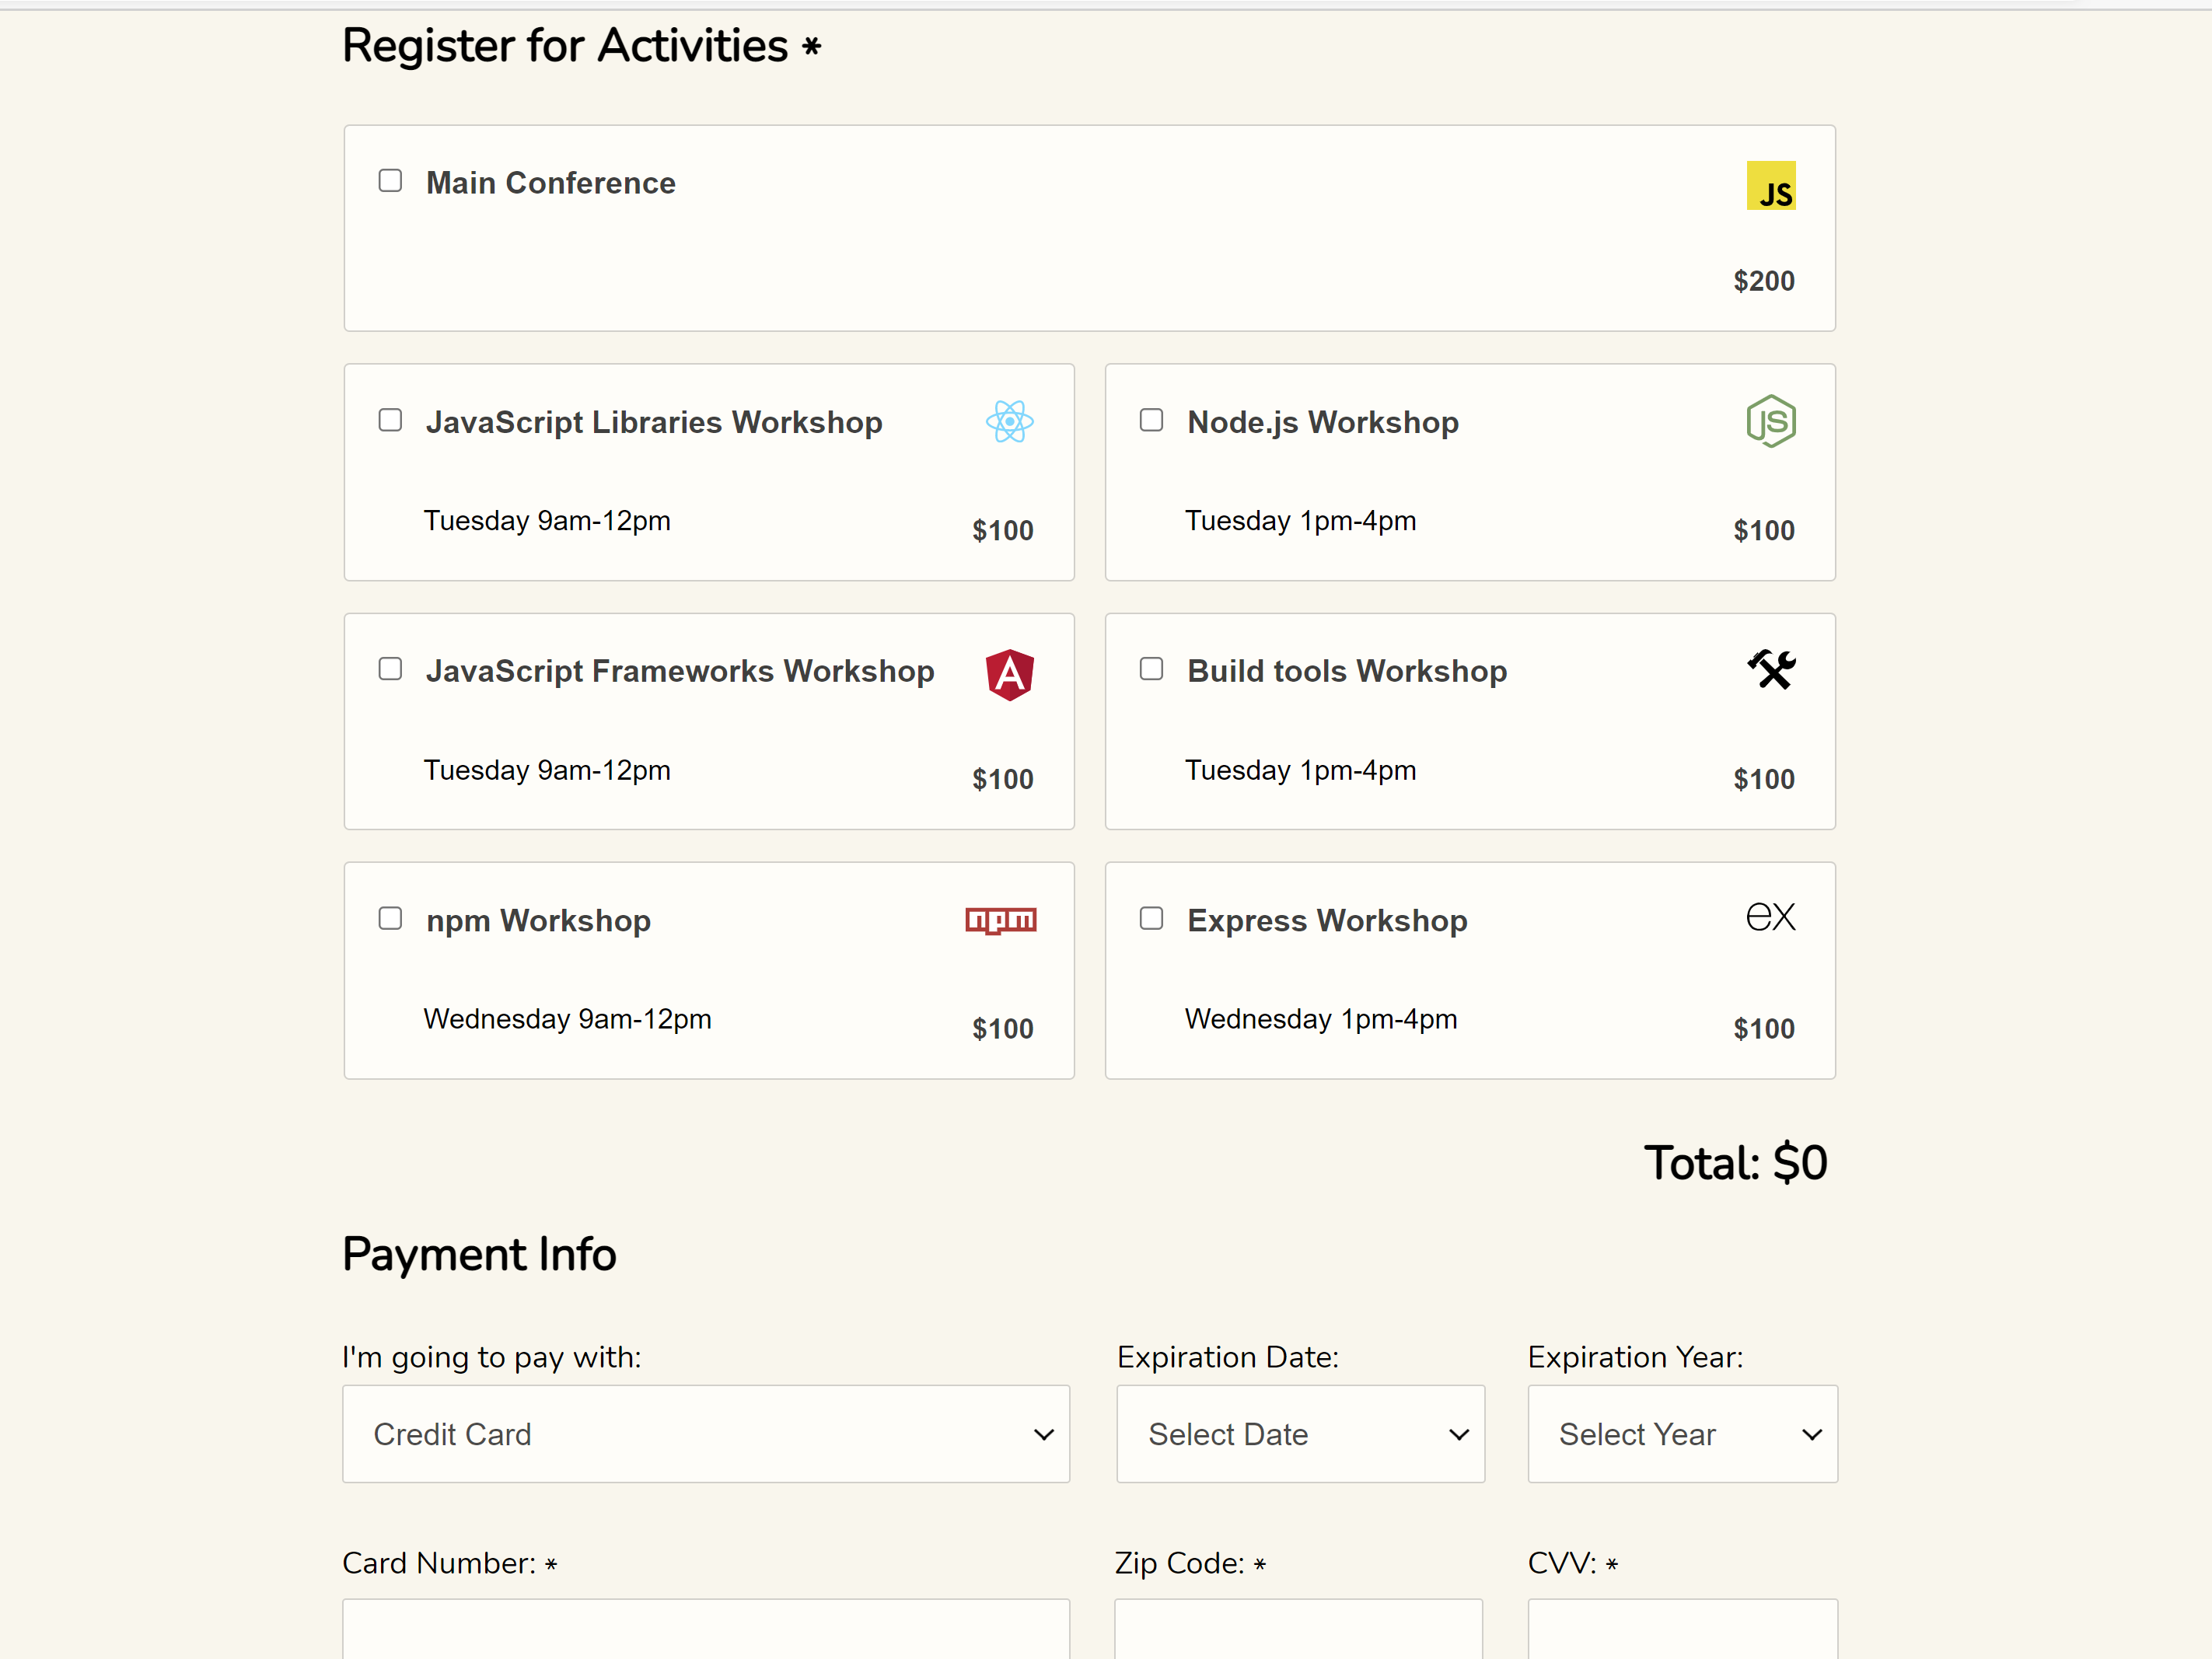 Register for Activities *
Main Conference
JS
$200
JavaScript Libraries Workshop
Tuesday 9am-12pm
$100
Node.js Workshop
JS
Tuesday 1pm-4pm
$100
JavaScript Frameworks Workshop
A
Tuesday 9am-12pm
$100
Build tools Workshop
Tuesday 1pm-4pm
$100
npm Workshop
npm
Wednesday 9am-12pm
$100
Express Workshop
ex
Wednesday 1pm-4pm
$100
Total: $0
Payment Info
I'm going to pay with:
Credit Card
Expiration Date:
Select Date
Expiration Year:
Select Year
Card Number: *
Zip Code: *
CVV: *